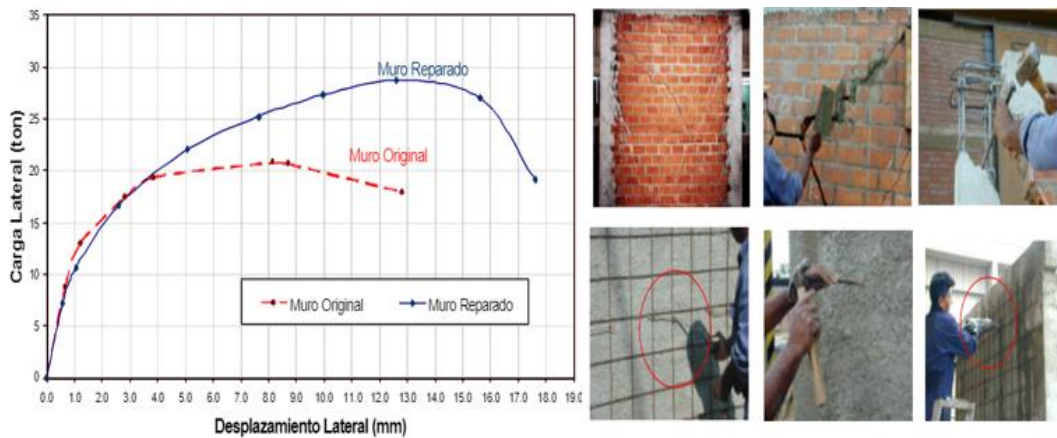 35
30
25
20
15
10
5
0
Carga Lateral (ton)
Muro Reparado
Muro Original
Muro Original
Muro Reparado
0.0 1.0 2.0 3.0 4.0 5.0 6.0 7.0 8.0 9.0 10.0 11.0 12.0 13.0 14.0 15.0 16.0 17.0 18.0 19.0
Desplazamiento Lateral (mm)